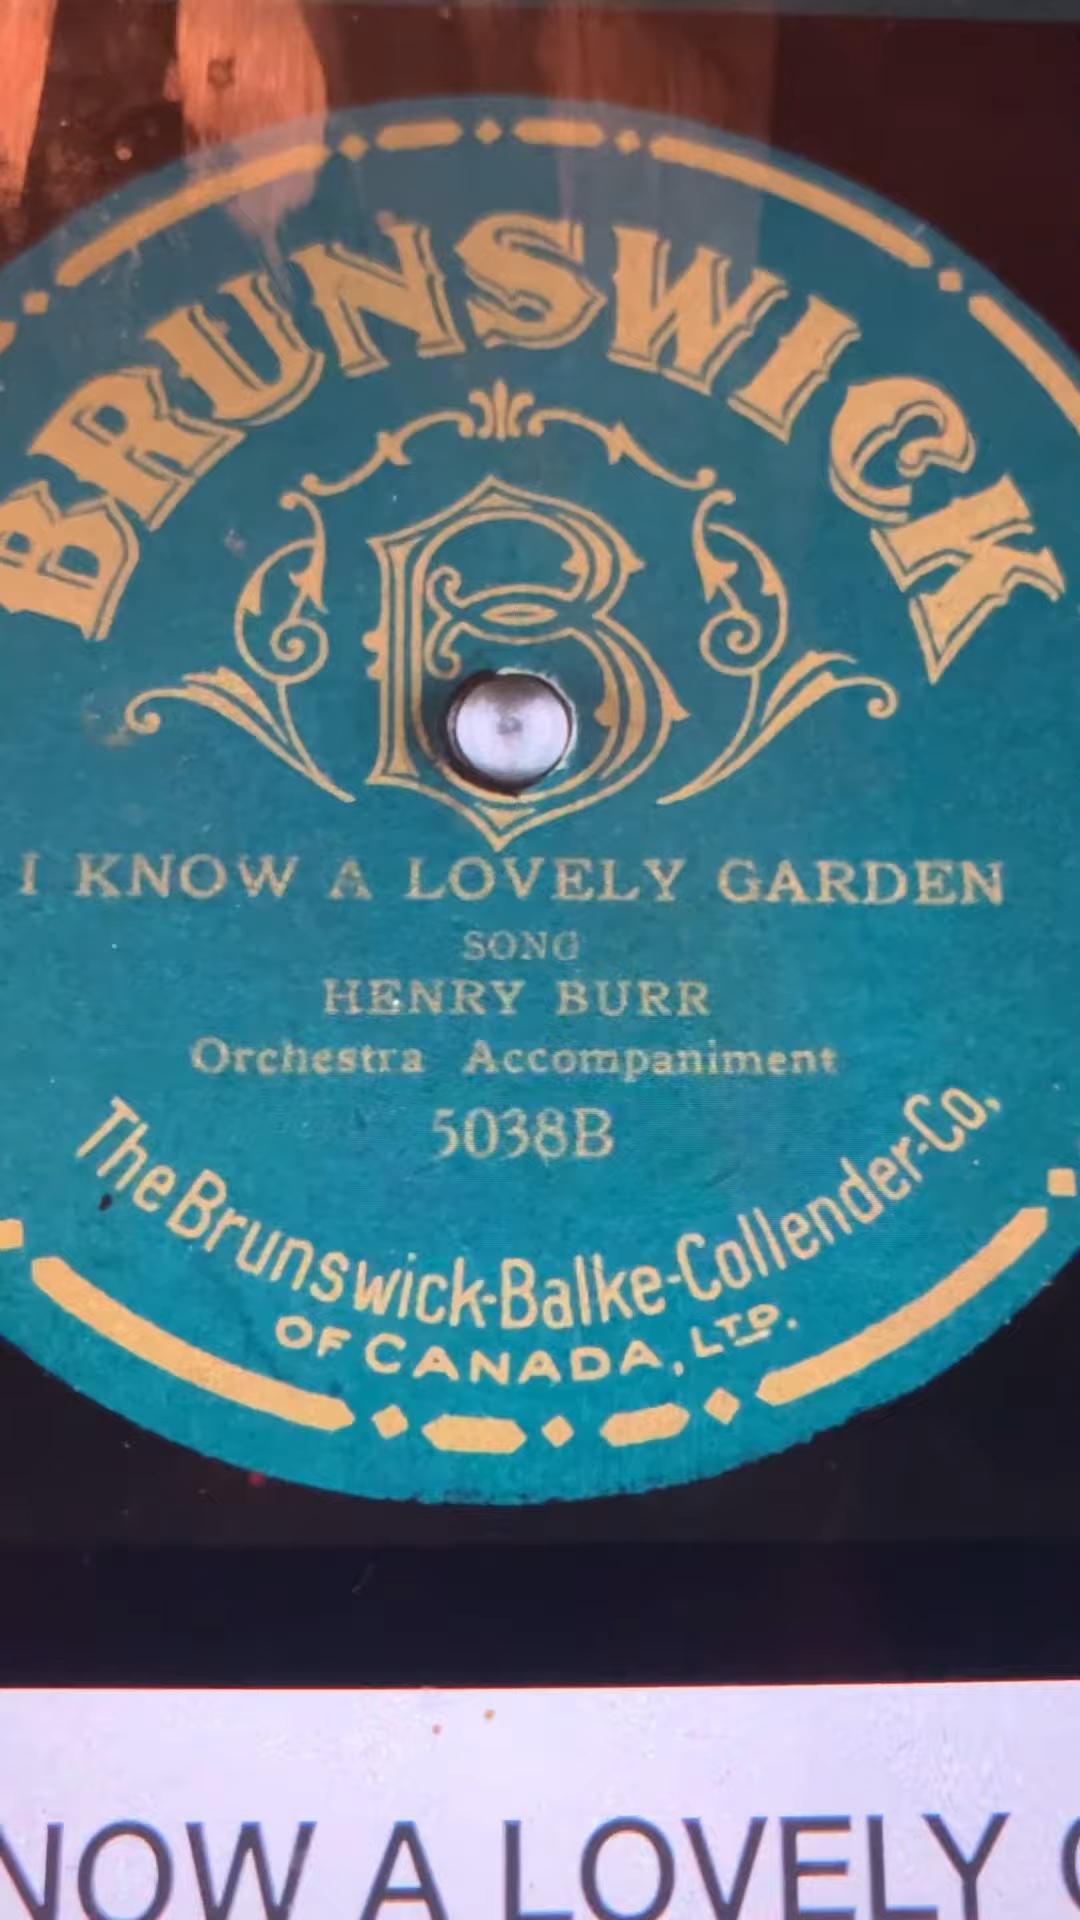 BRUNSWICK
B
I KNOW A LOVELY GARDEN
SONG
HENRY BURR
Orchestra Accompaniment
5038B
The Brunswick-Balke-Collender-Co,
OF CANADA, LTD.
NOW A LOVELY